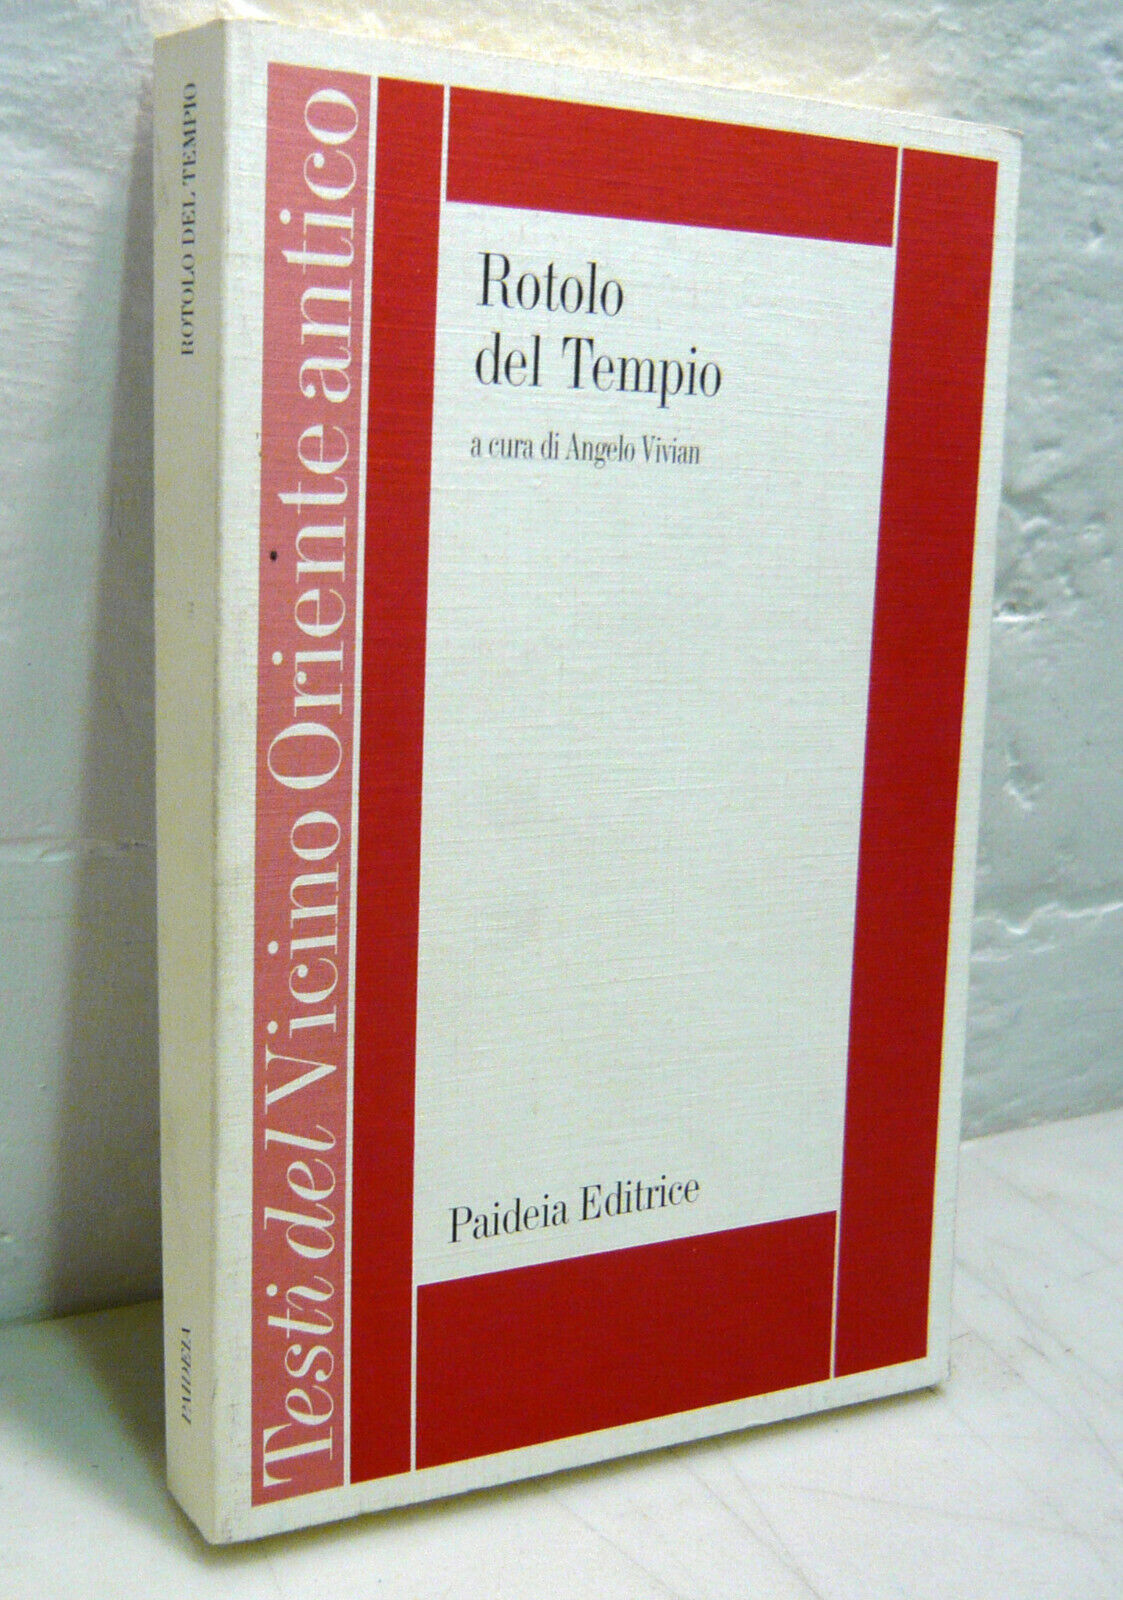 ROTOLO DEL TEMPIO
PAIDEIA
Testi del Vicino Oriente antico
Rotolo
del Tempio
a cura di Angelo Vivian
Paideia Editrice